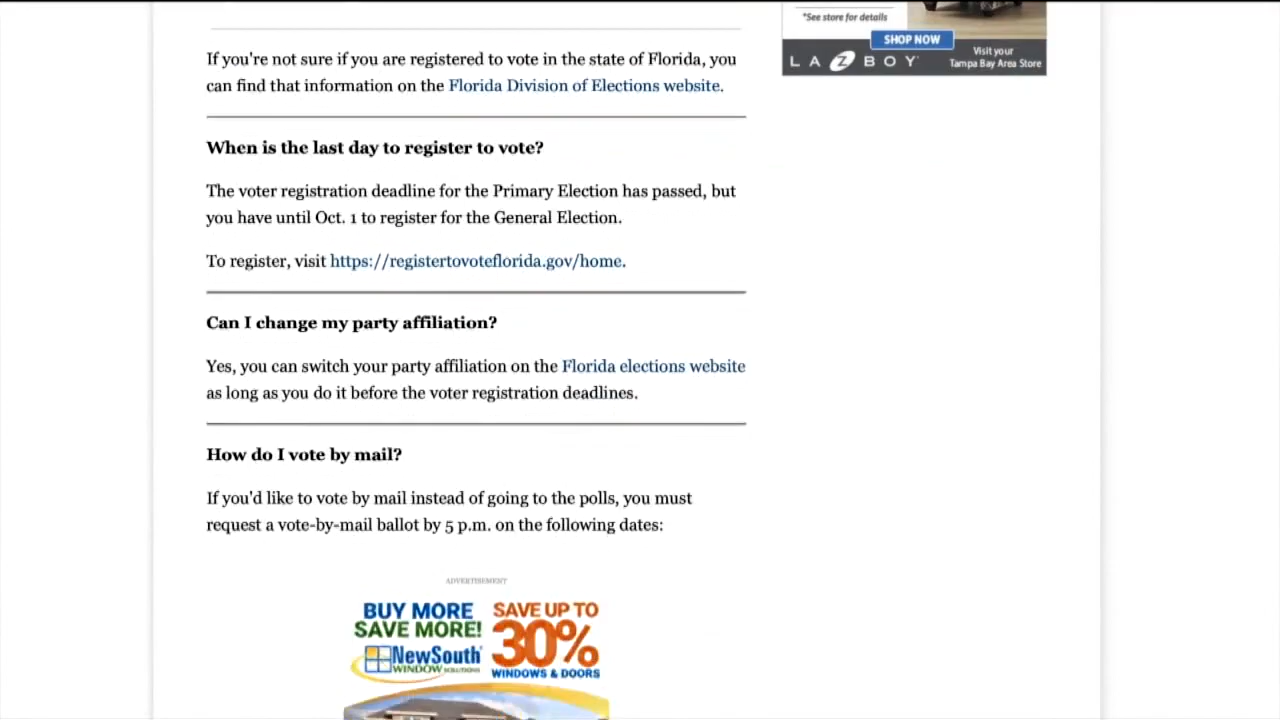 *See store for details
SHOP NOW
LA Z BOY
Visit your
Tampa Bay Area Store
If you're not sure if you are registered to vote in the state of Florida, you
can find that information on the Florida Division of Elections website.
When is the last day to register to vote?
The voter registration deadline for the Primary Election has passed, but
you have until Oct. 1 to register for the General Election.
To register, visit https://registertovoteflorida.gov/home.
Can I change my party affiliation?
Yes, you can switch your party affiliation on the Florida elections website
as long as you do it before the voter registration deadlines.
How do I vote by mail?
If you'd like to vote by mail instead of going to the polls, you must
request a vote-by-mail ballot by 5 p.m. on the following dates:
ADVERTISEMENT
BUY MORE
SAVE MORE!
NewSouth
WINDOW SOLUTIONS
SAVE UP TO
30%
WINDOWS & DOORS